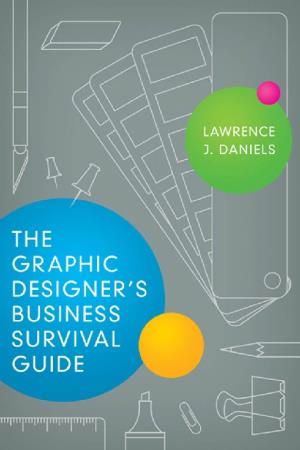 LAWRENCE
J. DANIELS
THE
GRAPHIC
DESIGNER'S
BUSINESS
SURVIVAL
GUIDE